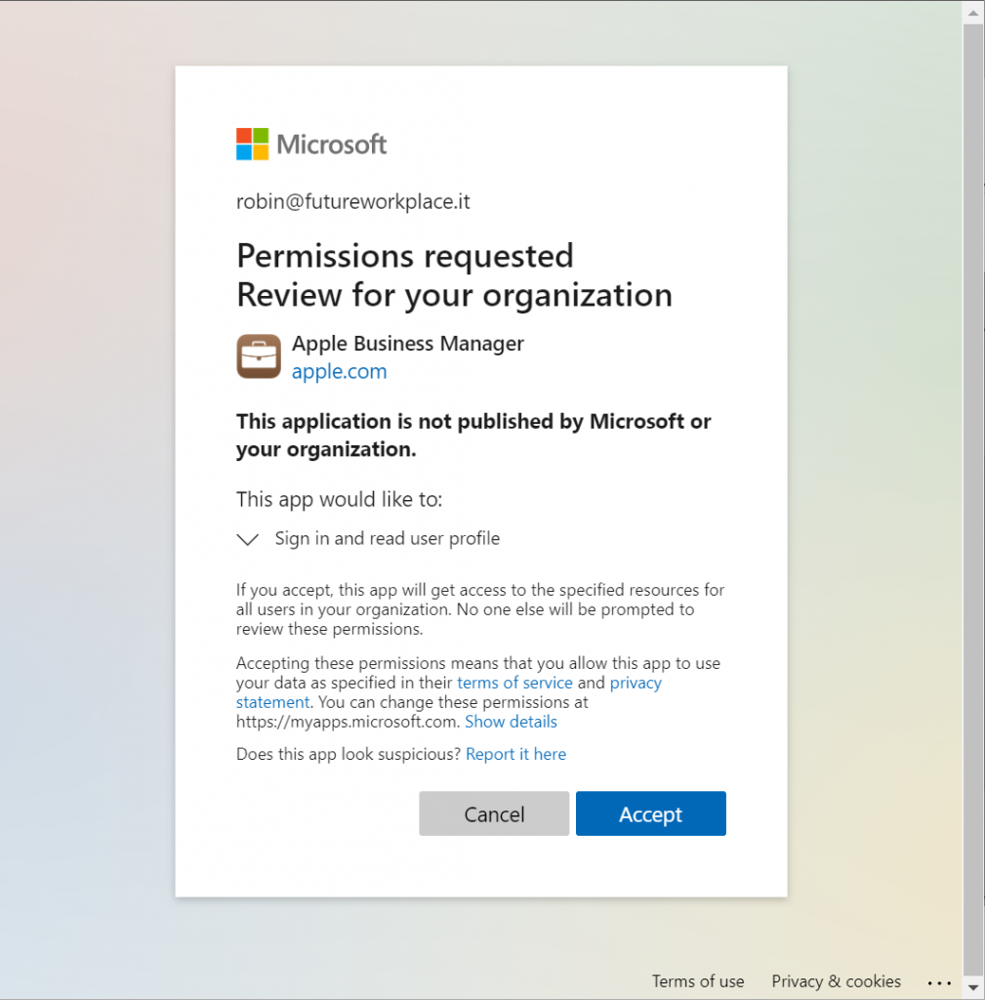 Microsoft
robin@futureworkplace.it
Permissions requested
Review for your organization
Apple Business Manager
apple.com
This application is not published by Microsoft or
your organization.
This app would like to:
Sign in and read user profile
If you accept, this app will get access to the specified resources for
all users in your organization. No one else will be prompted to
review these permissions.
Accepting these permissions means that you allow this app to use
your data as specified in their terms of service and privacy
statement. You can change these permissions at
https://myapps.microsoft.com. Show details
Does this app look suspicious? Report it here
Cancel Accept
Terms of use Privacy & cookies ...